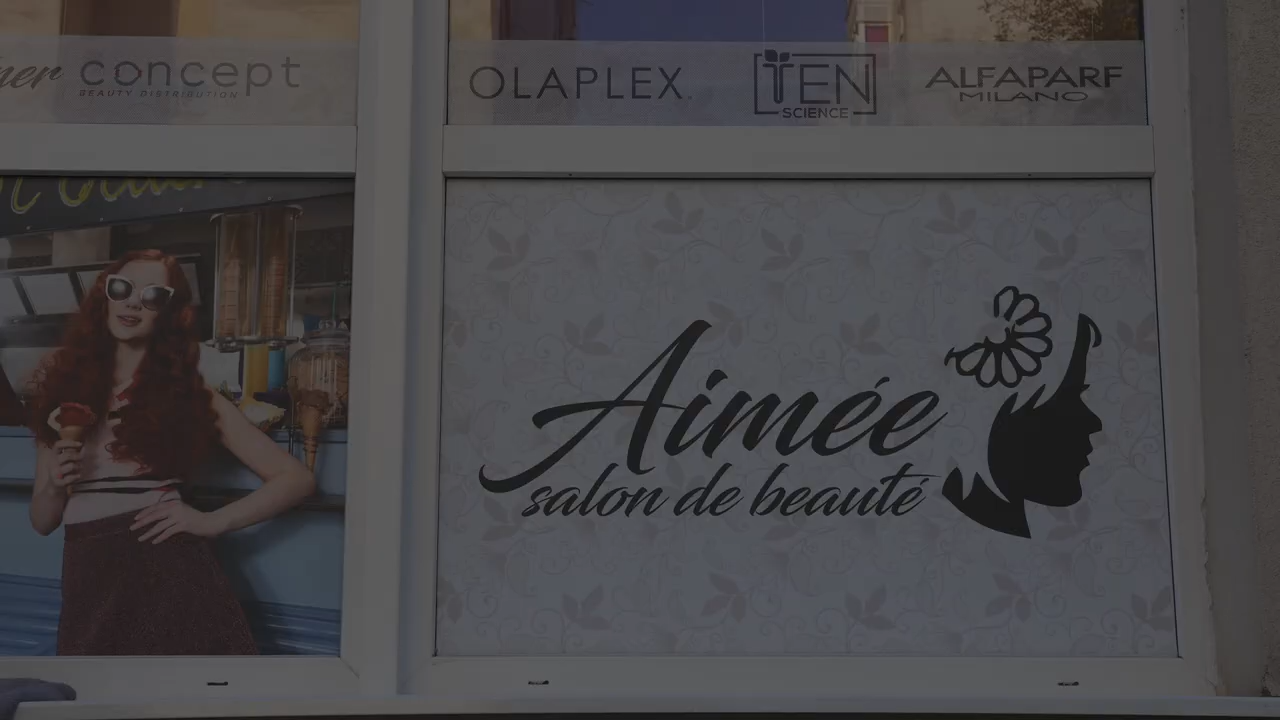 concept
BEAUTY DISTRIBUTION
OLAPLEX.
TEN
SCIENCE
ALFAPARF
MILANO
Aimée
salon de beauté